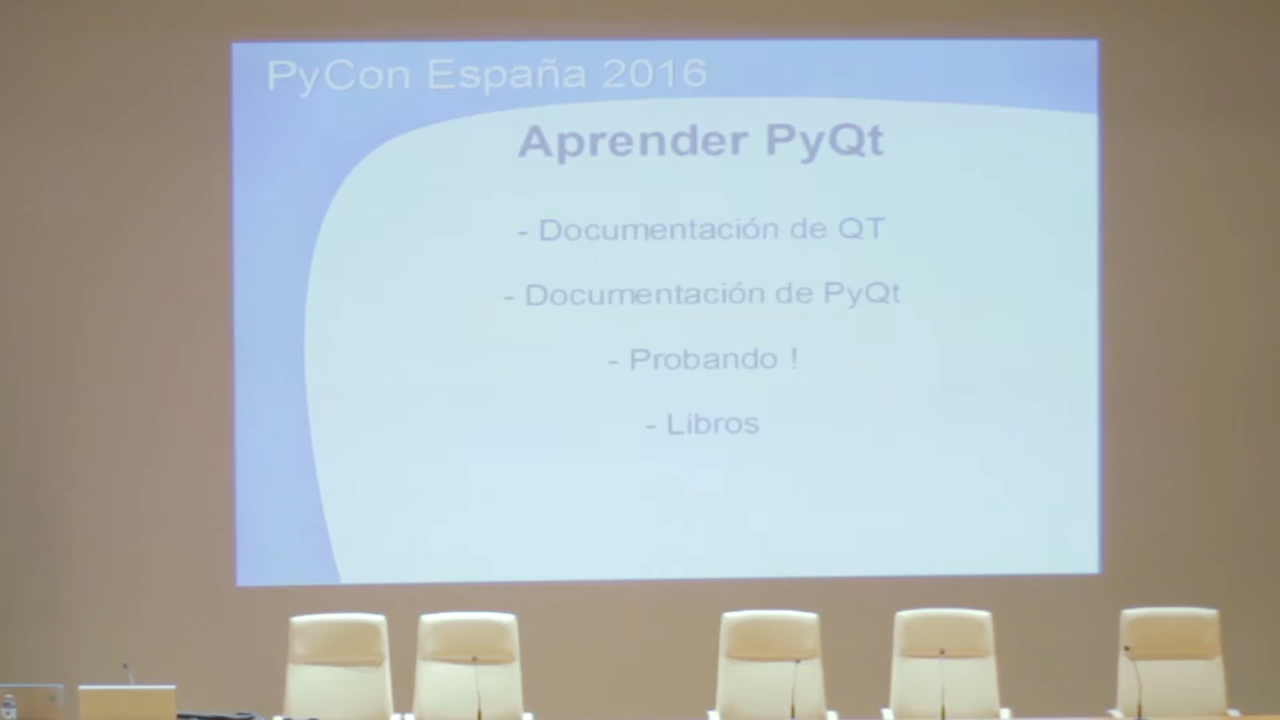 PyCon España 2016
Aprender PyQt
- Documentación de QT
- Documentación de PyQt
- Probando !
- Libros